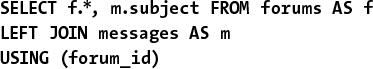 SELECT f.*, m.subject FROM forums AS f
LEFT JOIN messages AS m
USING (forum_id)